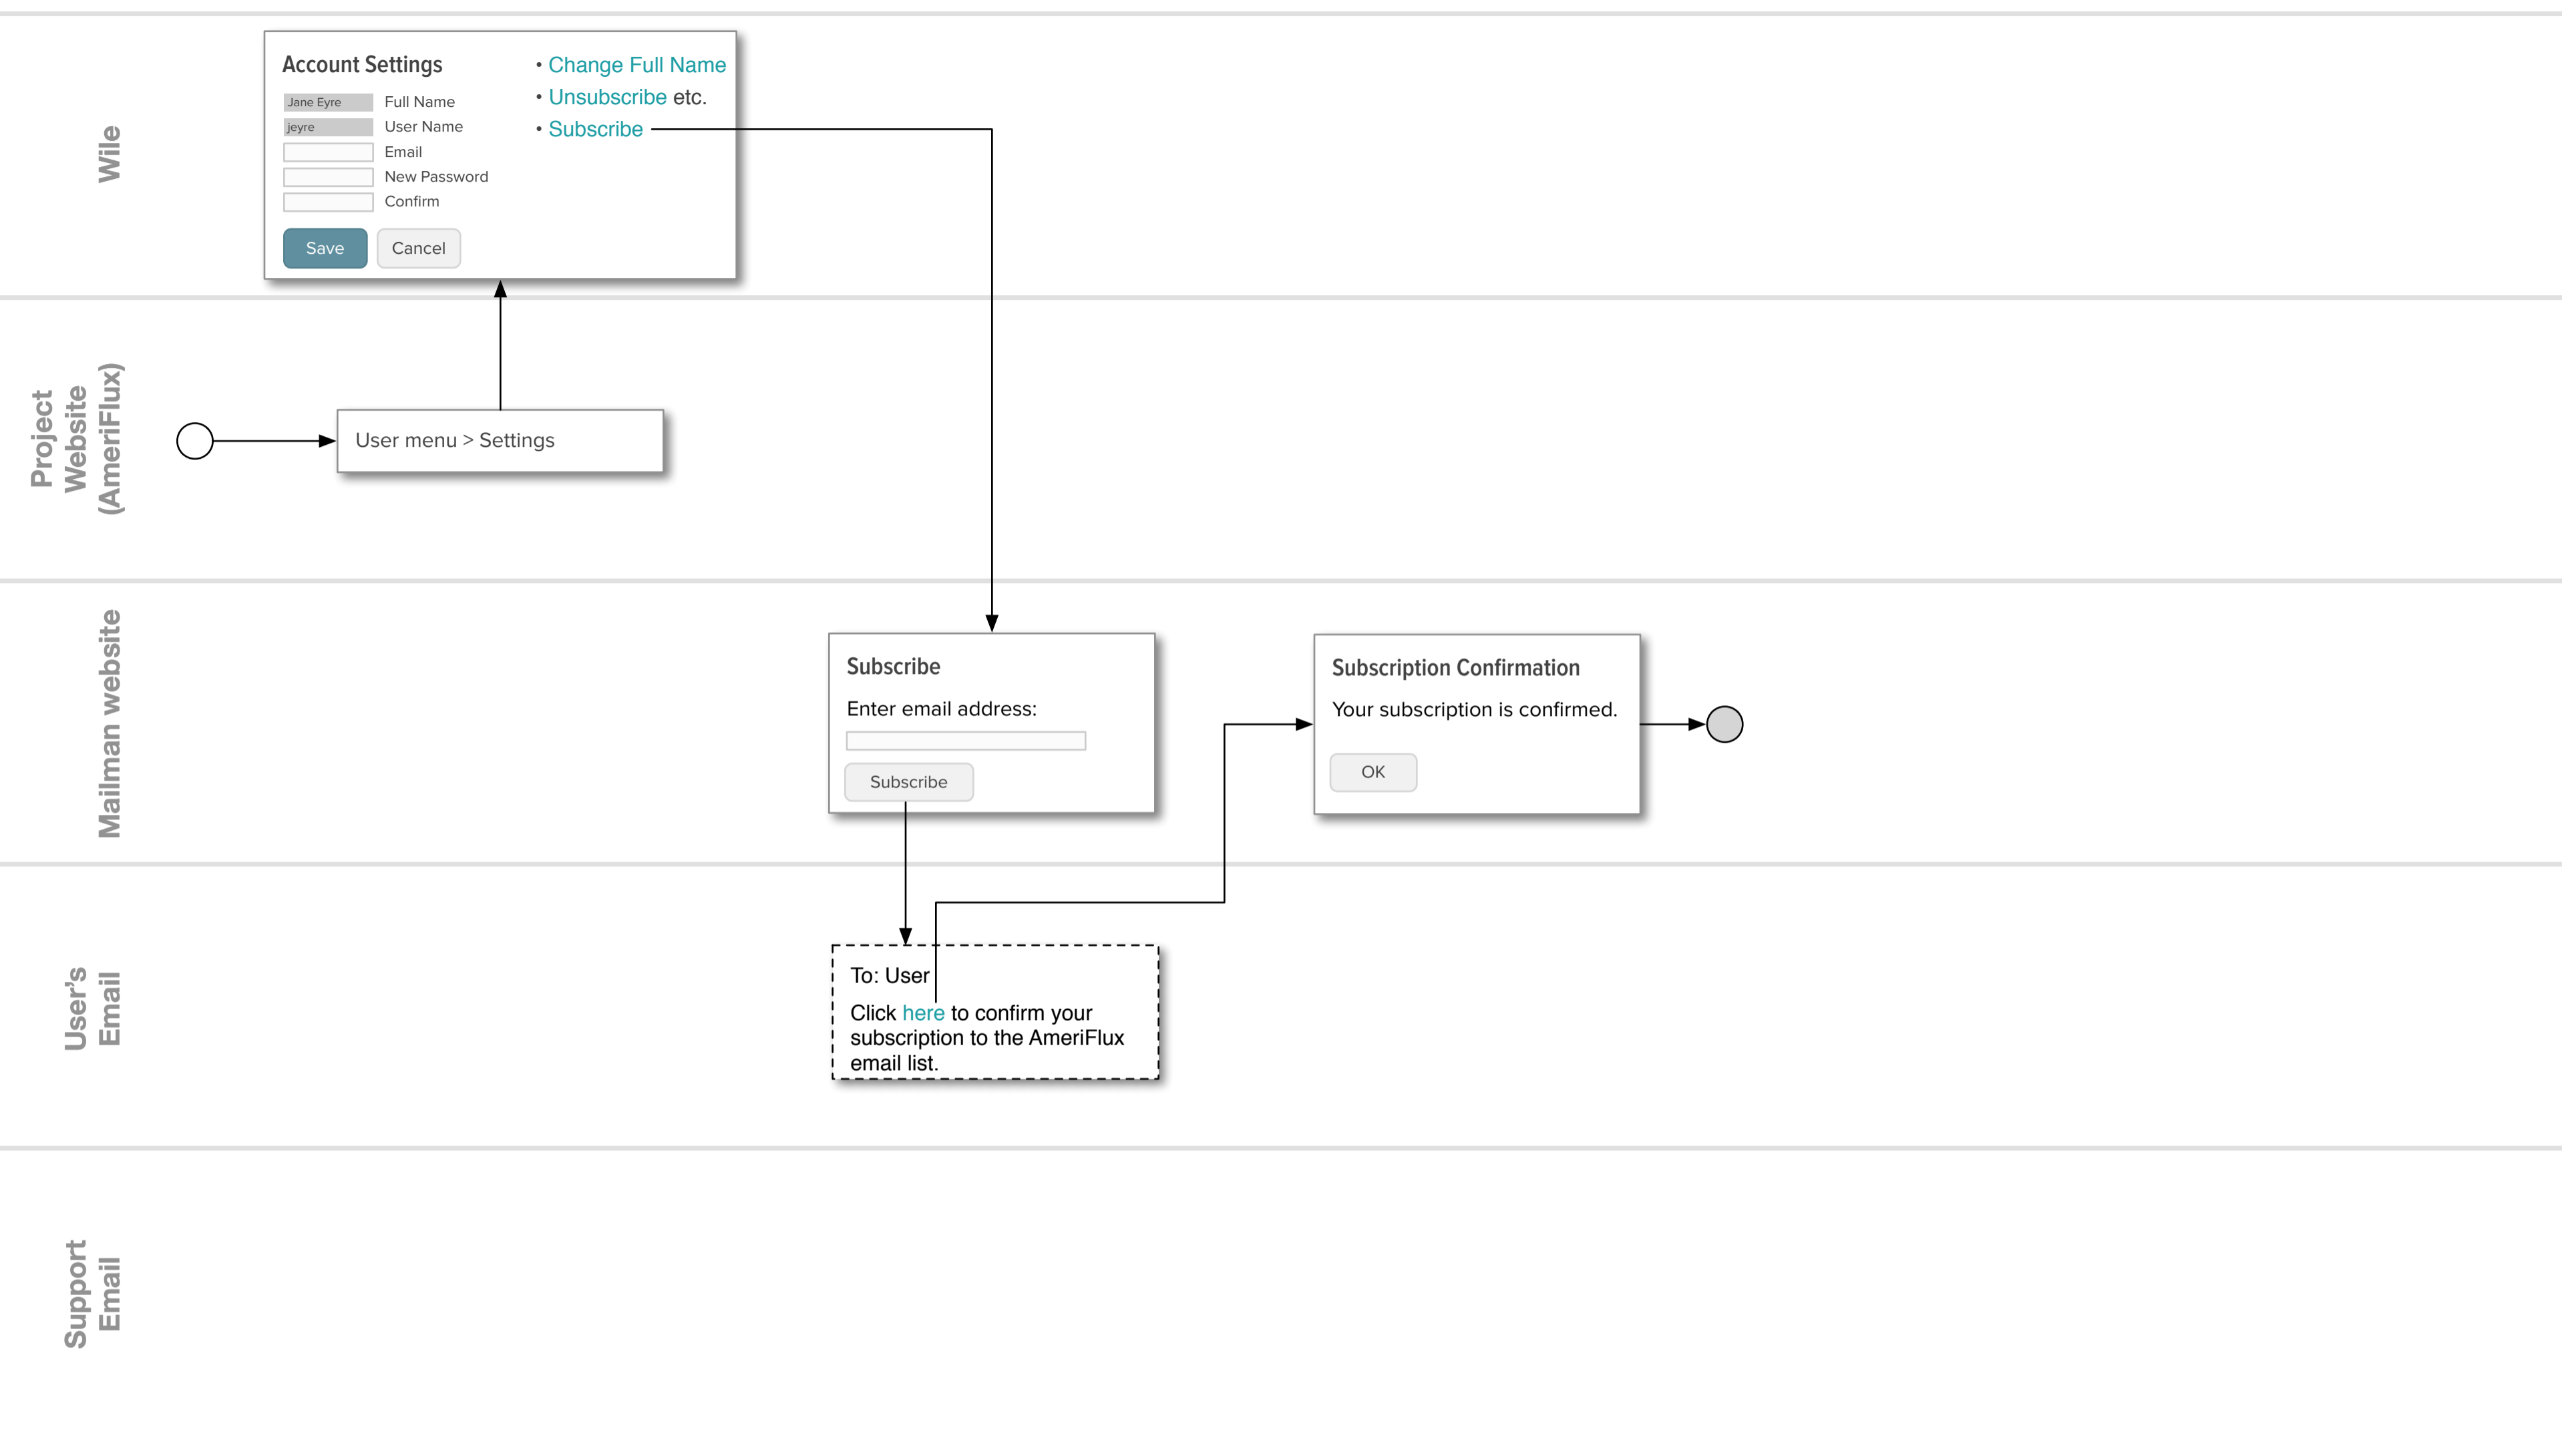 Wile
Account Settings
Jane Eyre Full Name
jeyre User Name
Email
New Password
Confirm
Save Cancel
• Change Full Name
• Unsubscribe etc.
• Subscribe
Project
Website
(AmeriFlux)
User menu > Settings
Mailman website
Subscribe
Enter email address:
Subscribe
Subscription Confirmation
Your subscription is confirmed.
OK
User’s
Email
To: User
Click here to confirm your
subscription to the AmeriFlux
email list.
Support
Email